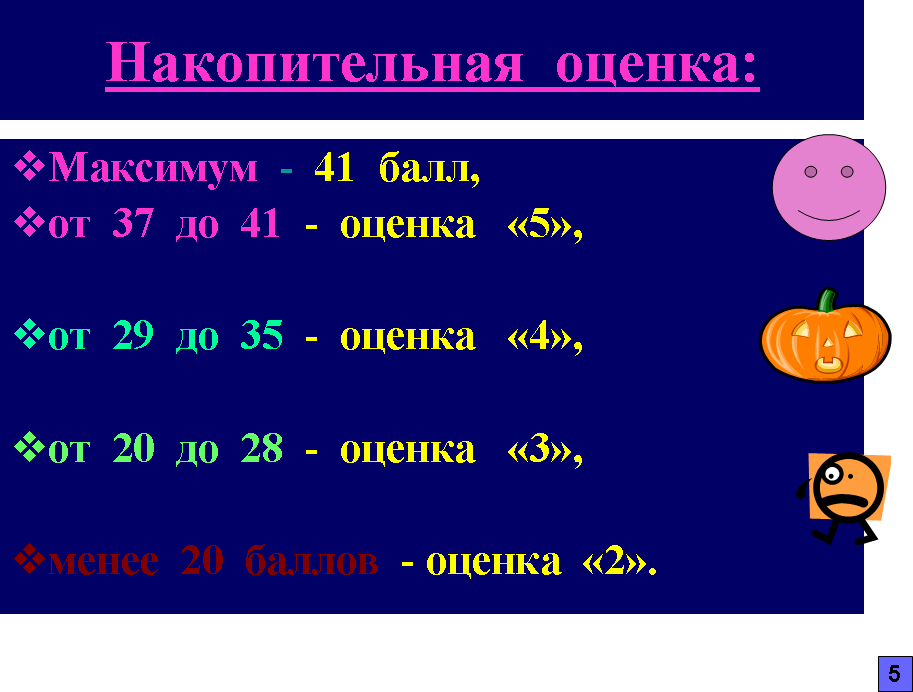 Накопительная оценка:
❖Максимум - 41 балл,
❖от 37 до 41 - оценка «5»,
❖от 29 до 35 - оценка «4»,
❖от 20 до 28 - оценка «3»,
❖менее 20 баллов - оценка «2».
5